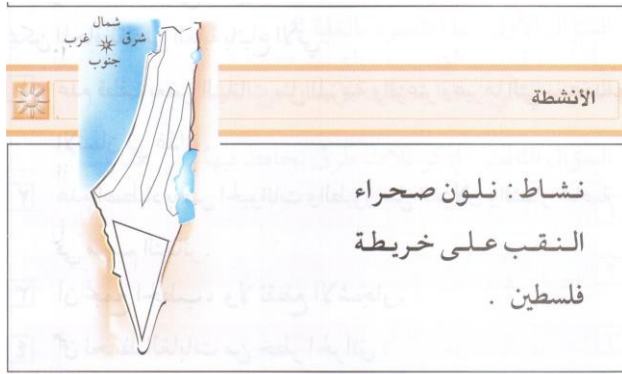 شمال
غرب شرق
جنوب
الأنشطة
نشاط : نلون صحراء
النقب على خريطة
فلسطين .